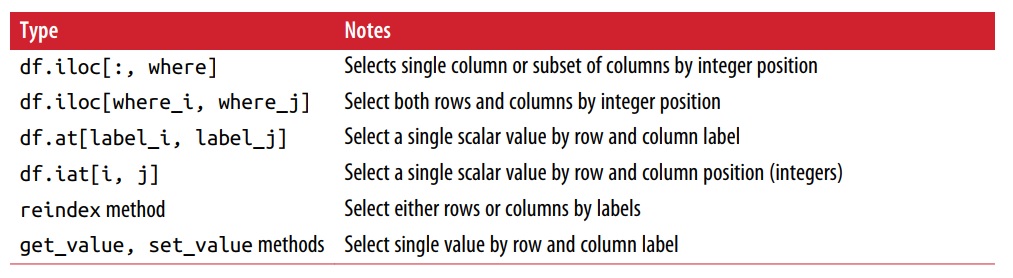 Type Notes
df.iloc[:, where] Selects single column or subset of columns by integer position
df.iloc[where_i, where_j] Select both rows and columns by integer position
df.at[label_i, label_j] Select a single scalar value by row and column label
df.iat[i, j] Select a single scalar value by row and column position (integers)
reindex method Select either rows or columns by labels
get_value, set_value methods Select single value by row and column label